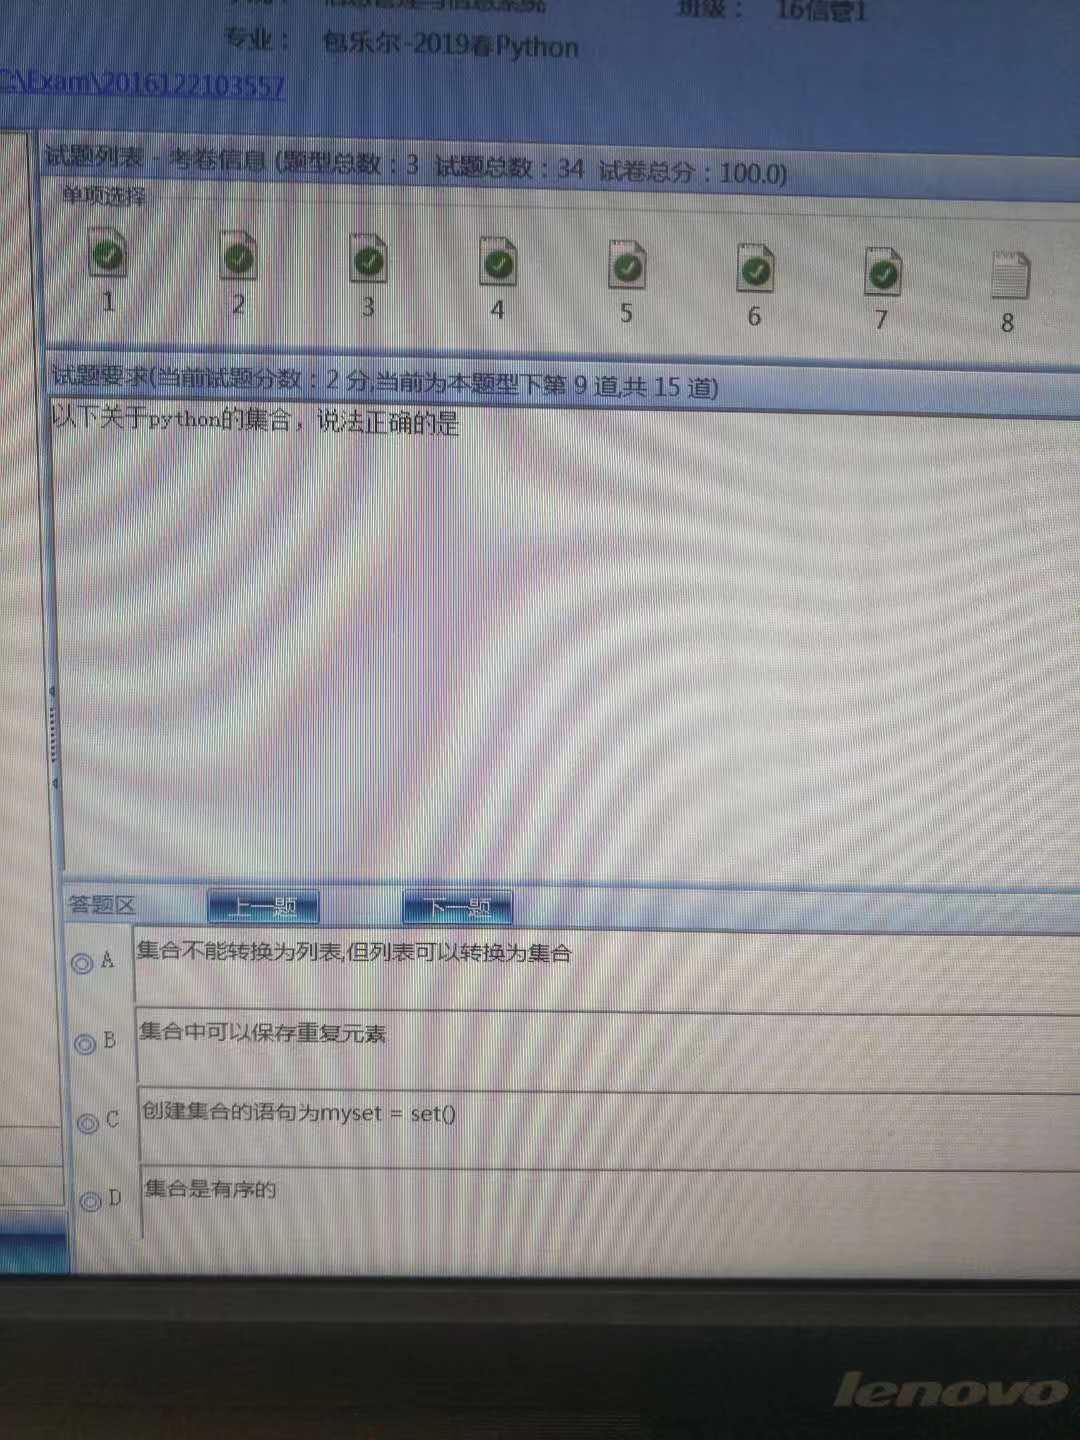 班级： 16信管1
专业： 包乐尔-2019春Python
C:\Exam\2016122103557
试题列表 - 考卷信息 (题型总数：3 试题总数：34 试卷总分：100.0)
单项选择
1 2 3 4 5 6 7 8
试题要求(当前试题分数：2 分,当前为本题型下第 9 道,共 15 道)
以下关于python的集合，说法正确的是
答题区 上一题 下一题
A 集合不能转换为列表,但列表可以转换为集合
B 集合中可以保存重复元素
C 创建集合的语句为myset = set()
D 集合是有序的
lenovo